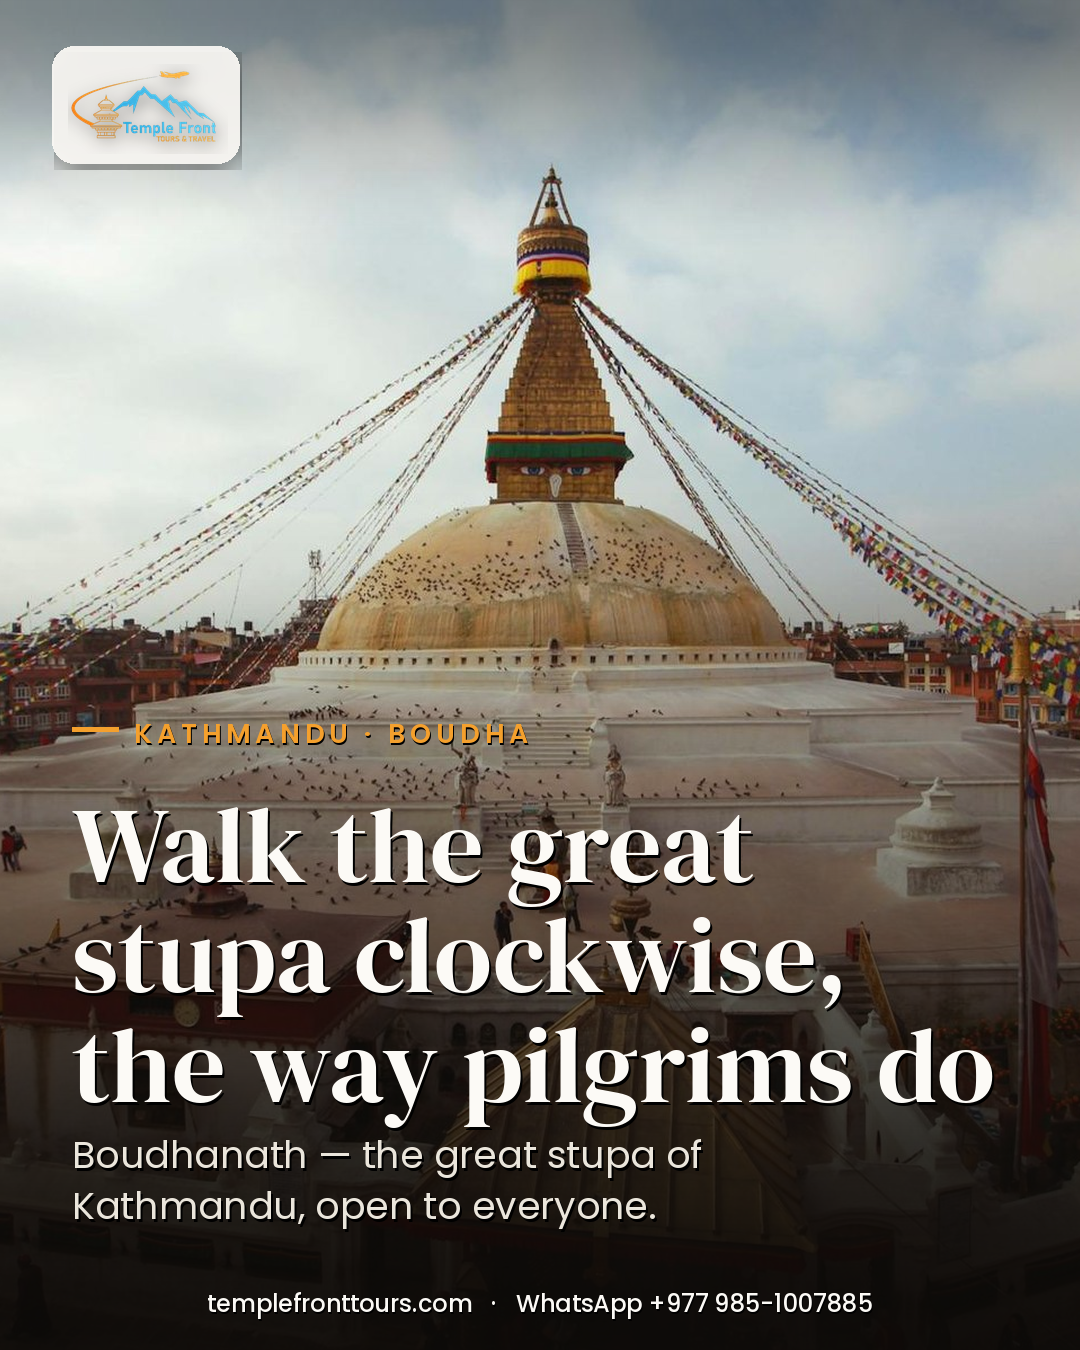 Temple Front
TOURS & TRAVEL
KATHMANDU · BOUDHA
Walk the great
stupa clockwise,
the way pilgrims do
Boudhanath — the great stupa of
Kathmandu, open to everyone.
templefronttours.com · WhatsApp +977 985-1007885